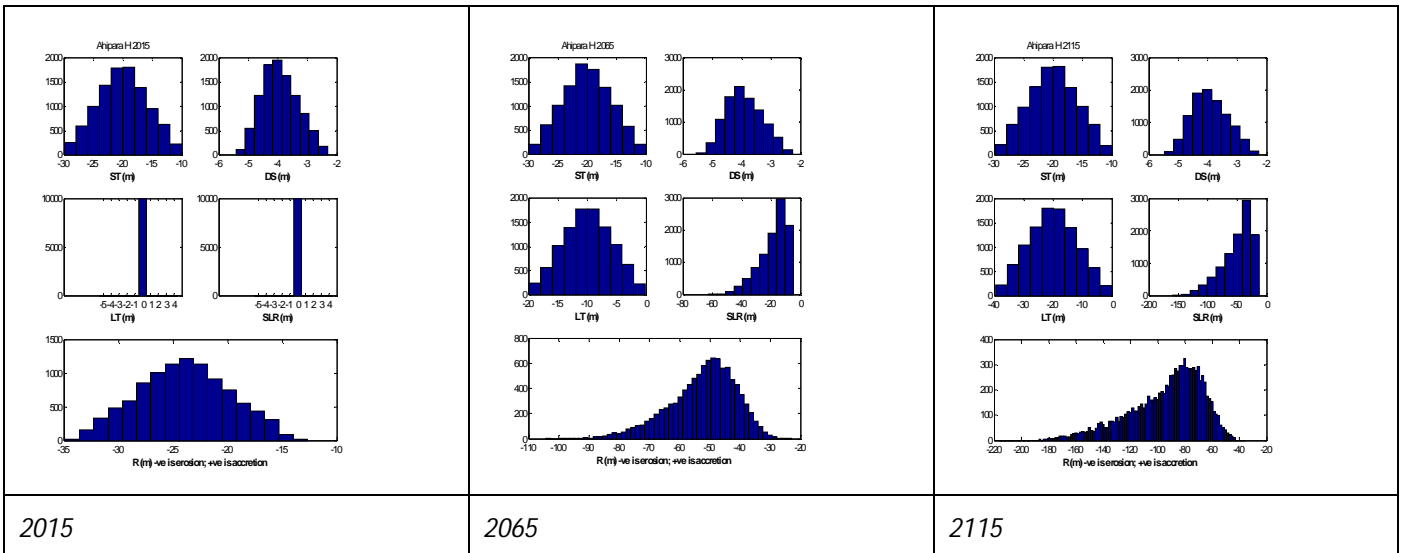 Ahipara H 2015
2000
1500
1000
500
0
-30 -25 -20 -15 -10
ST (m)
2000
1500
1000
500
0
-6 -4 -2
DS (m)
10000
5000
0
-5-4-3-2-1 0 1 2 3 4
LT (m)
10000
5000
0
-5-4-3-2-1 0 1 2 3 4
SLR (m)
1500
1000
500
0
-35 -30 -25 -20 -15 -10
R (m) -ve is erosion; +ve is accretion
Ahipara H 2065
2000
1500
1000
500
0
-30 -25 -20 -15 -10
ST (m)
3000
2000
1000
0
-6 -5 -4 -3 -2
DS (m)
2000
1500
1000
500
0
-20 -15 -10 -5 0
LT (m)
3000
2000
1000
0
-80 -60 -40 -20 0
SLR (m)
800
600
400
200
0
-110 -100 -90 -80 -70 -60 -50 -40 -30 -20
R (m) -ve is erosion; +ve is accretion
Ahipara H 2115
2000
1500
1000
500
0
-30 -25 -20 -15 -10
ST (m)
3000
2000
1000
0
-6 -5 -4 -3 -2
DS (m)
2000
1500
1000
500
0
-40 -30 -20 -10 0
LT (m)
3000
2000
1000
0
-200 -150 -100 -50 0
SLR (m)
400
300
200
100
0
-220 -200 -180 -160 -140 -120 -100 -80 -60 -40 -20
R (m) -ve is erosion; +ve is accretion
2015
2065
2115